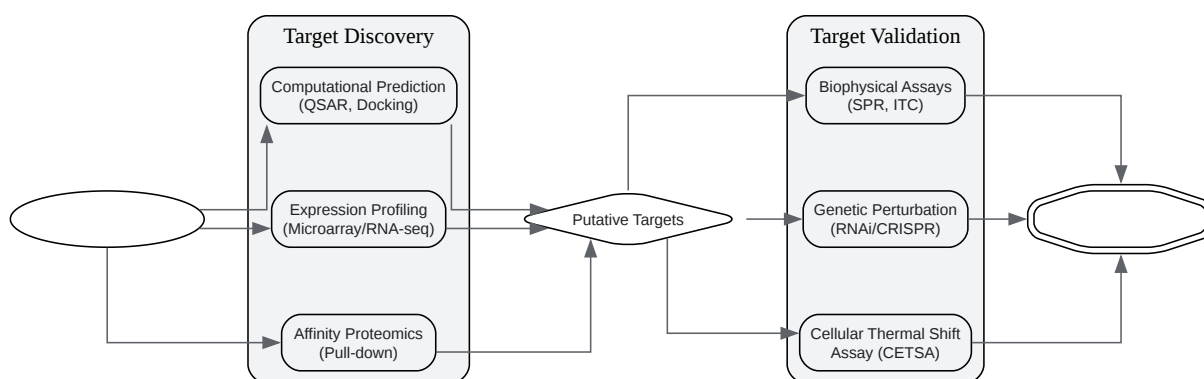 Target Discovery
Computational Prediction
(QSAR, Docking)
Expression Profiling
(Microarray/RNA-seq)
Affinity Proteomics
(Pull-down)
Putative Targets
Target Validation
Biophysical Assays
(SPR, ITC)
Genetic Perturbation
(RNAi/CRISPR)
Cellular Thermal Shift
Assay (CETSA)